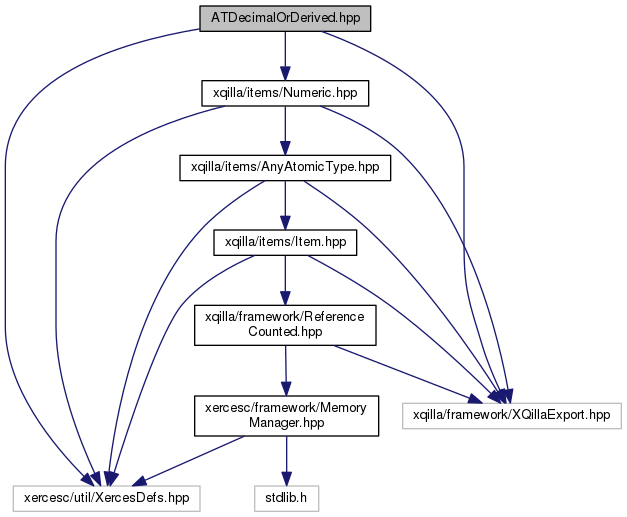 ATDecimalOrDerived.hpp
xqilla/items/Numeric.hpp
xqilla/items/AnyAtomicType.hpp
xqilla/items/Item.hpp
xqilla/framework/Reference
Counted.hpp
xercesc/framework/Memory
Manager.hpp
xqilla/framework/XQillaExport.hpp
xercesc/util/XercesDefs.hpp
stdlib.h